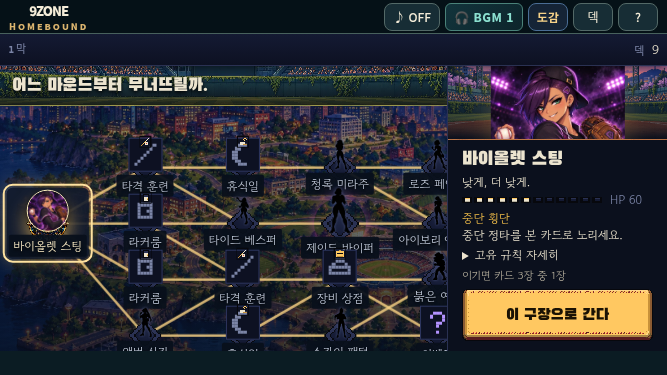 9ZONE
HOMEBOUND
♪ OFF
🎧 BGM 1
도감
덱
?
1막
덱 9
어느 마운드부터 무너뜨릴까.
타격 훈련
휴식일
청록 미라주
로즈 페
바이올렛 스팅
라커룸
타이드 베스퍼
제이드 바이퍼
아이보리
라커룸
타격 훈련
장비 상점
붉은 여
바이올렛 스팅
낮게, 더 낮게.
HP 60
중단 횡단
중단 정타를 본 카드로 노리세요.
▶ 고유 규칙 자세히
이기면 카드 3장 중 1장
이 구장으로 간다